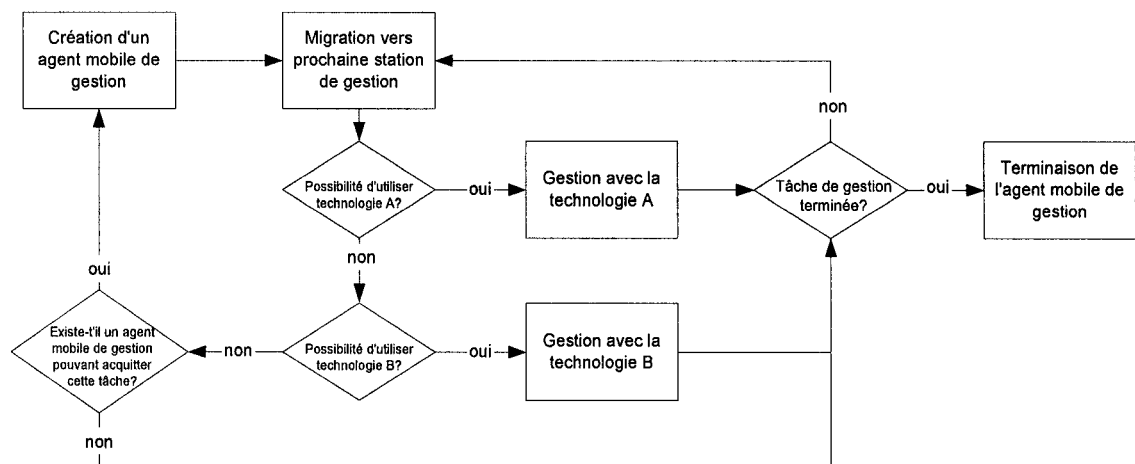 Création d'un
agent mobile de
gestion
Migration vers
prochaine station
de gestion
non
Possibilité d'utiliser
technologie A?
oui
Gestion avec la
technologie A
Tâche de gestion
terminée?
oui
Terminaison de
l'agent mobile de
gestion
non
oui
Existe-t'il un agent
mobile de gestion
pouvant acquitter
cette tâche?
non
Possibilité d'utiliser
technologie B?
oui
Gestion avec la
technologie B
non